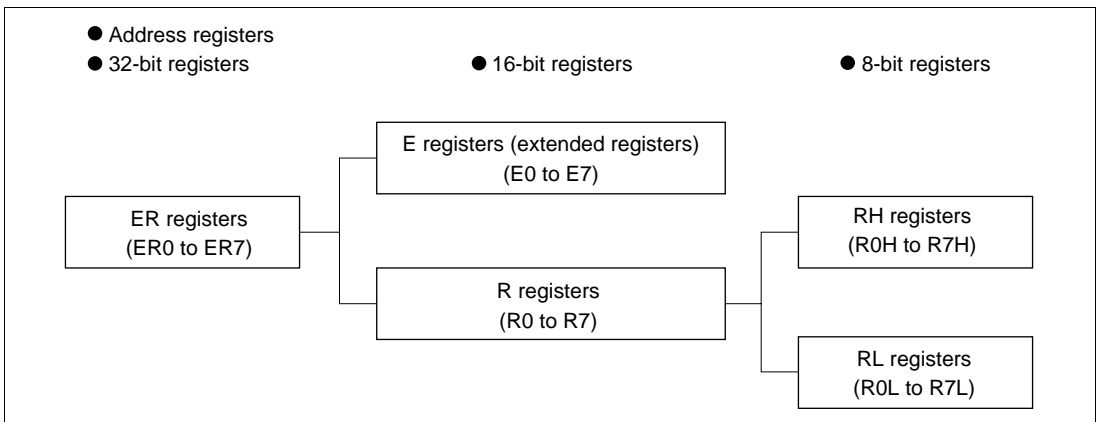 ● Address registers
● 32-bit registers
● 16-bit registers
● 8-bit registers
E registers (extended registers)
(E0 to E7)
ER registers
(ER0 to ER7)
RH registers
(R0H to R7H)
R registers
(R0 to R7)
RL registers
(R0L to R7L)